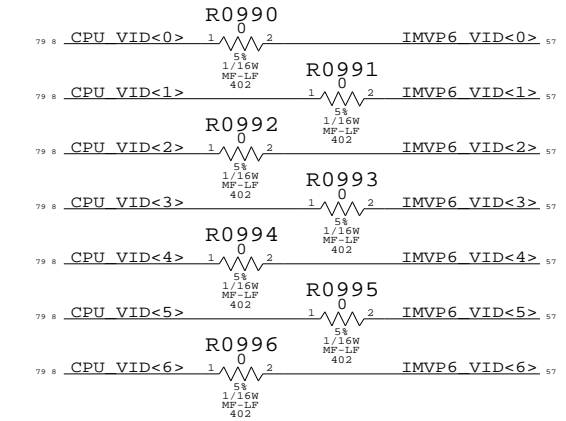 R0990
0
79 8 CPU_VID<0> 1 2 IMVP6_VID<0> 57
5%
1/16W
MF-LF
402
R0991
0
79 8 CPU_VID<1> 1 2 IMVP6_VID<1> 57
5%
1/16W
MF-LF
402
R0992
0
79 8 CPU_VID<2> 1 2 IMVP6_VID<2> 57
5%
1/16W
MF-LF
402
R0993
0
79 8 CPU_VID<3> 1 2 IMVP6_VID<3> 57
5%
1/16W
MF-LF
402
R0994
0
79 8 CPU_VID<4> 1 2 IMVP6_VID<4> 57
5%
1/16W
MF-LF
402
R0995
0
79 8 CPU_VID<5> 1 2 IMVP6_VID<5> 57
5%
1/16W
MF-LF
402
R0996
0
79 8 CPU_VID<6> 1 2 IMVP6_VID<6> 57
5%
1/16W
MF-LF
402